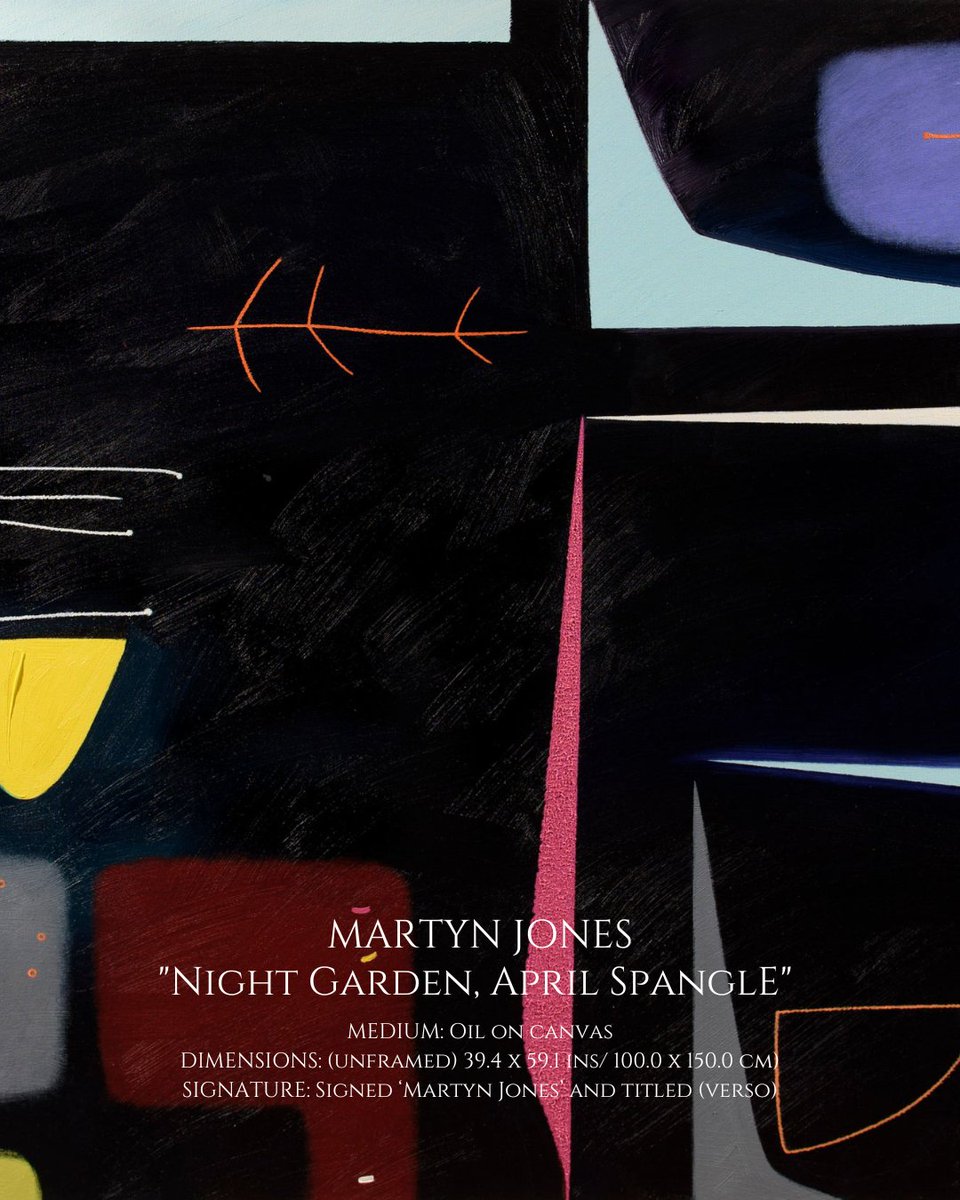 MARTYN JONES
"Night Garden, April SpanglE"
MEDIUM: Oil on canvas
DIMENSIONS: (unframed) 39.4 x 59.1 ins/ 100.0 x 150.0 cm)
SIGNATURE: Signed ‘Martyn Jones’ and titled (verso)